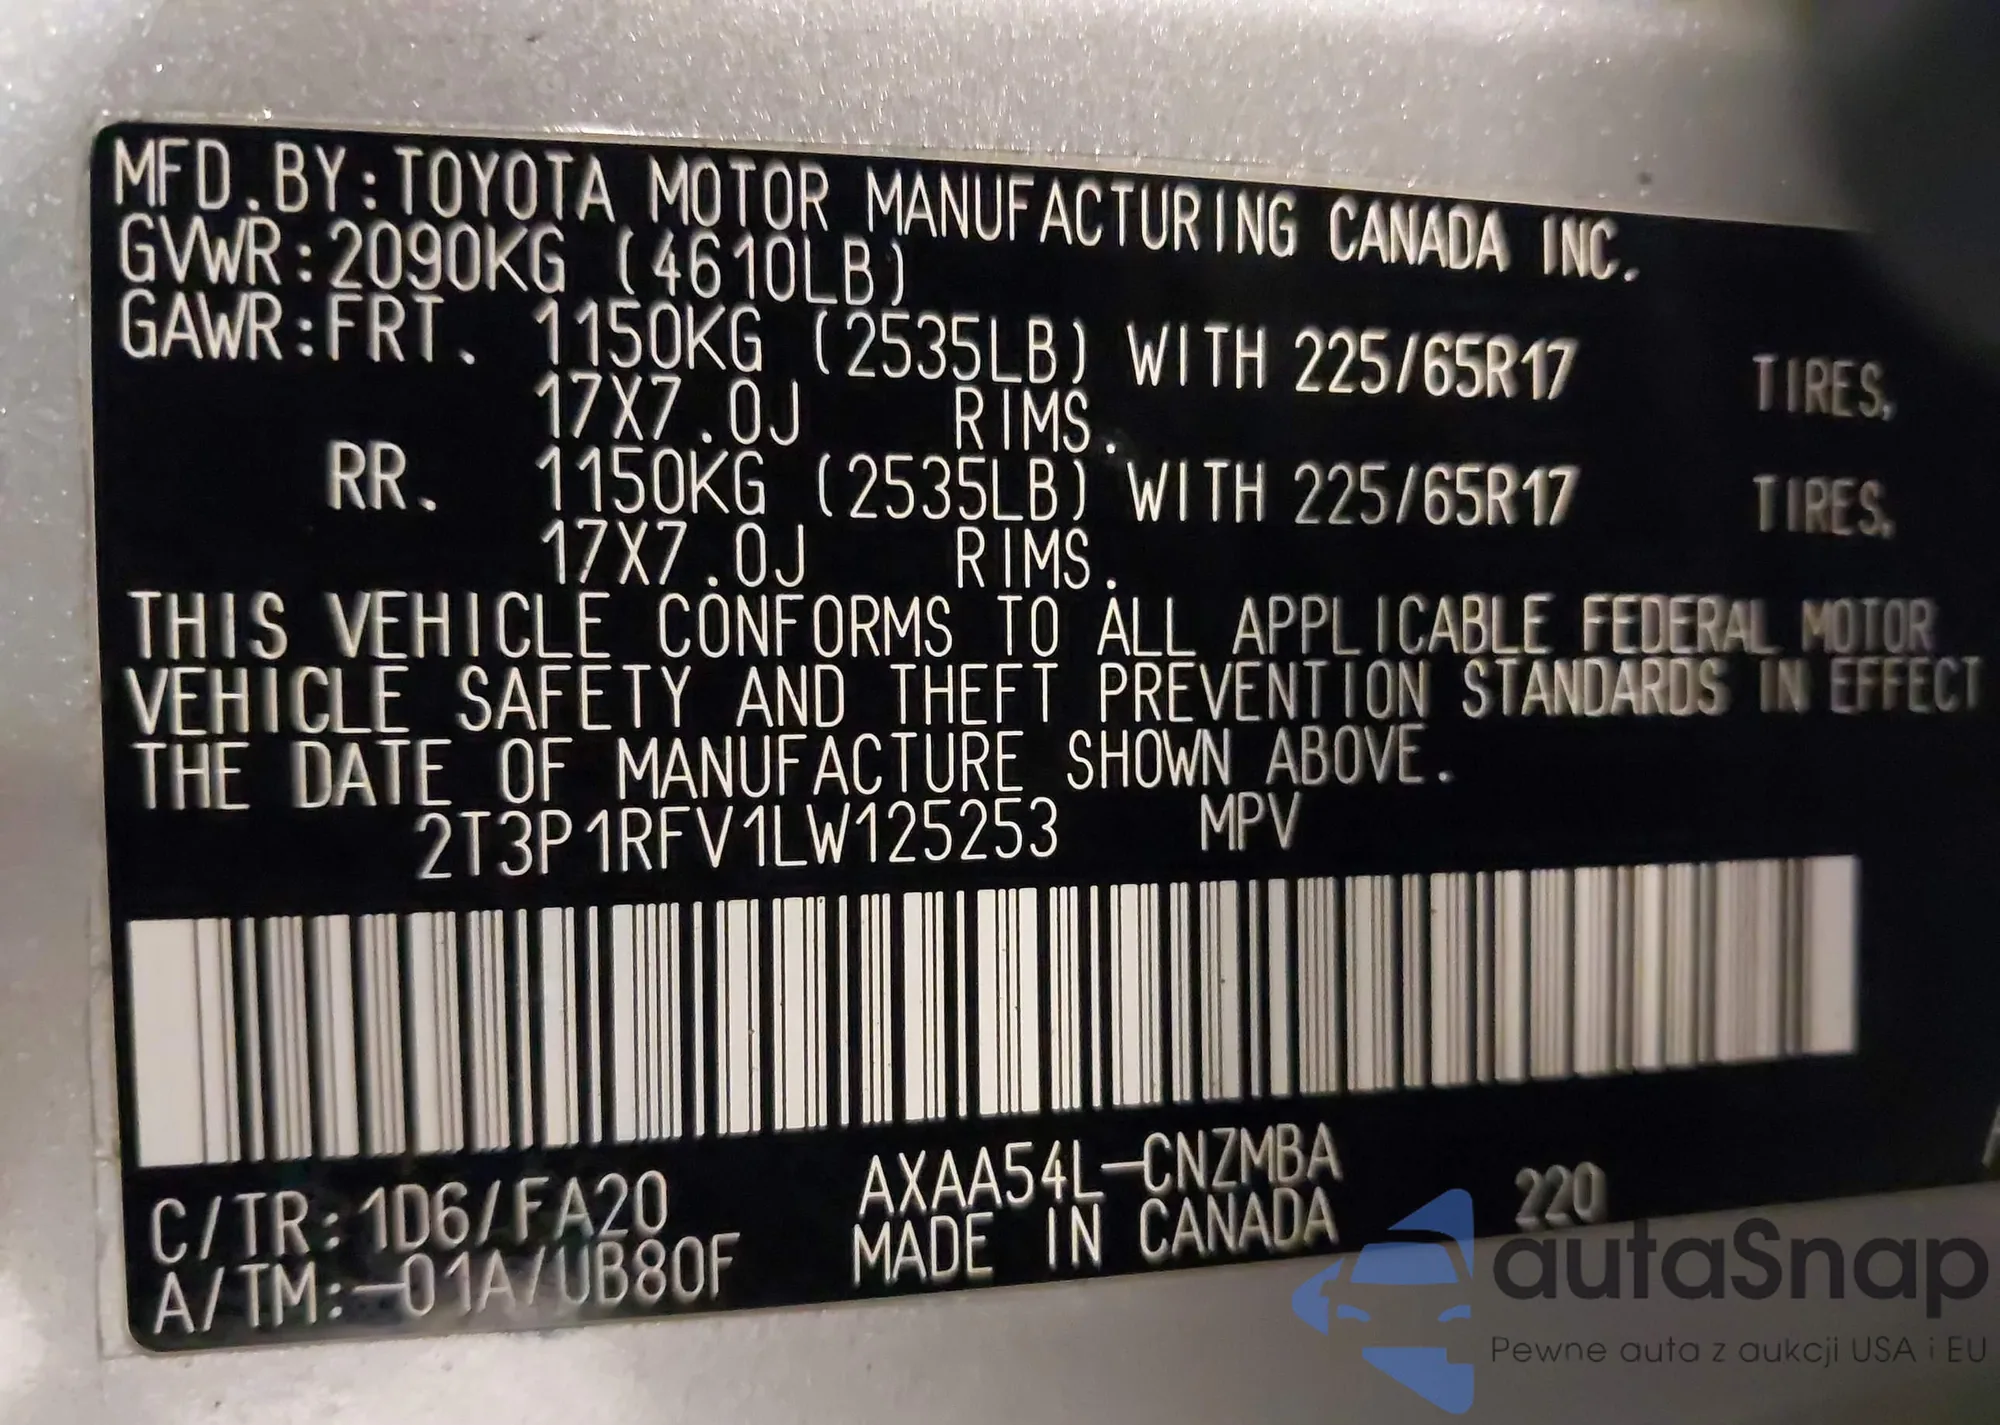 MFD.BY:TOYOTA MOTOR MANUFACTURING CANADA INC.
GVWR:2090KG (4610LB)
GAWR:FRT. 1150KG (2535LB) WITH 225/65R17 TIRES,
17X7.0J RIMS.
RR. 1150KG (2535LB) WITH 225/65R17 TIRES,
17X7.0J RIMS.
THIS VEHICLE CONFORMS TO ALL APPLICABLE FEDERAL MOTOR
VEHICLE SAFETY AND THEFT PREVENTION STANDARDS IN EFFECT
THE DATE OF MANUFACTURE SHOWN ABOVE.
2T3P1RFV1LW125253 MPV
C/TR:1D6/FA20 AXAA54L-CNZMBA 220
A/TM:-01A/UB80F MADE IN CANADA
autaSnap
Pewne auta z aukcji USA i EU